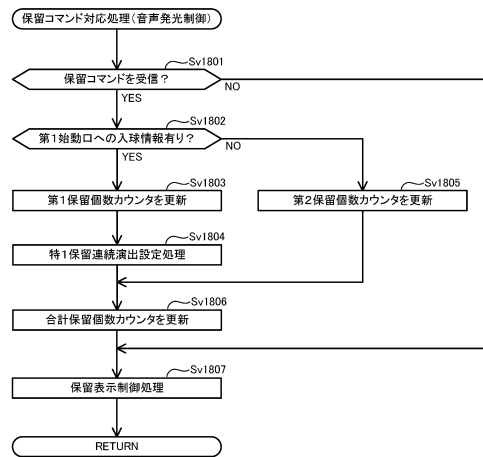 保留コマンド対応処理(音声発光制御)
Sv1801
保留コマンドを受信?
NO
YES
Sv1802
第1始動口への入球情報有り?
NO
YES
Sv1803
第1保留個数カウンタを更新
Sv1805
第2保留個数カウンタを更新
Sv1804
特1保留連続演出設定処理
Sv1806
合計保留個数カウンタを更新
Sv1807
保留表示制御処理
RETURN